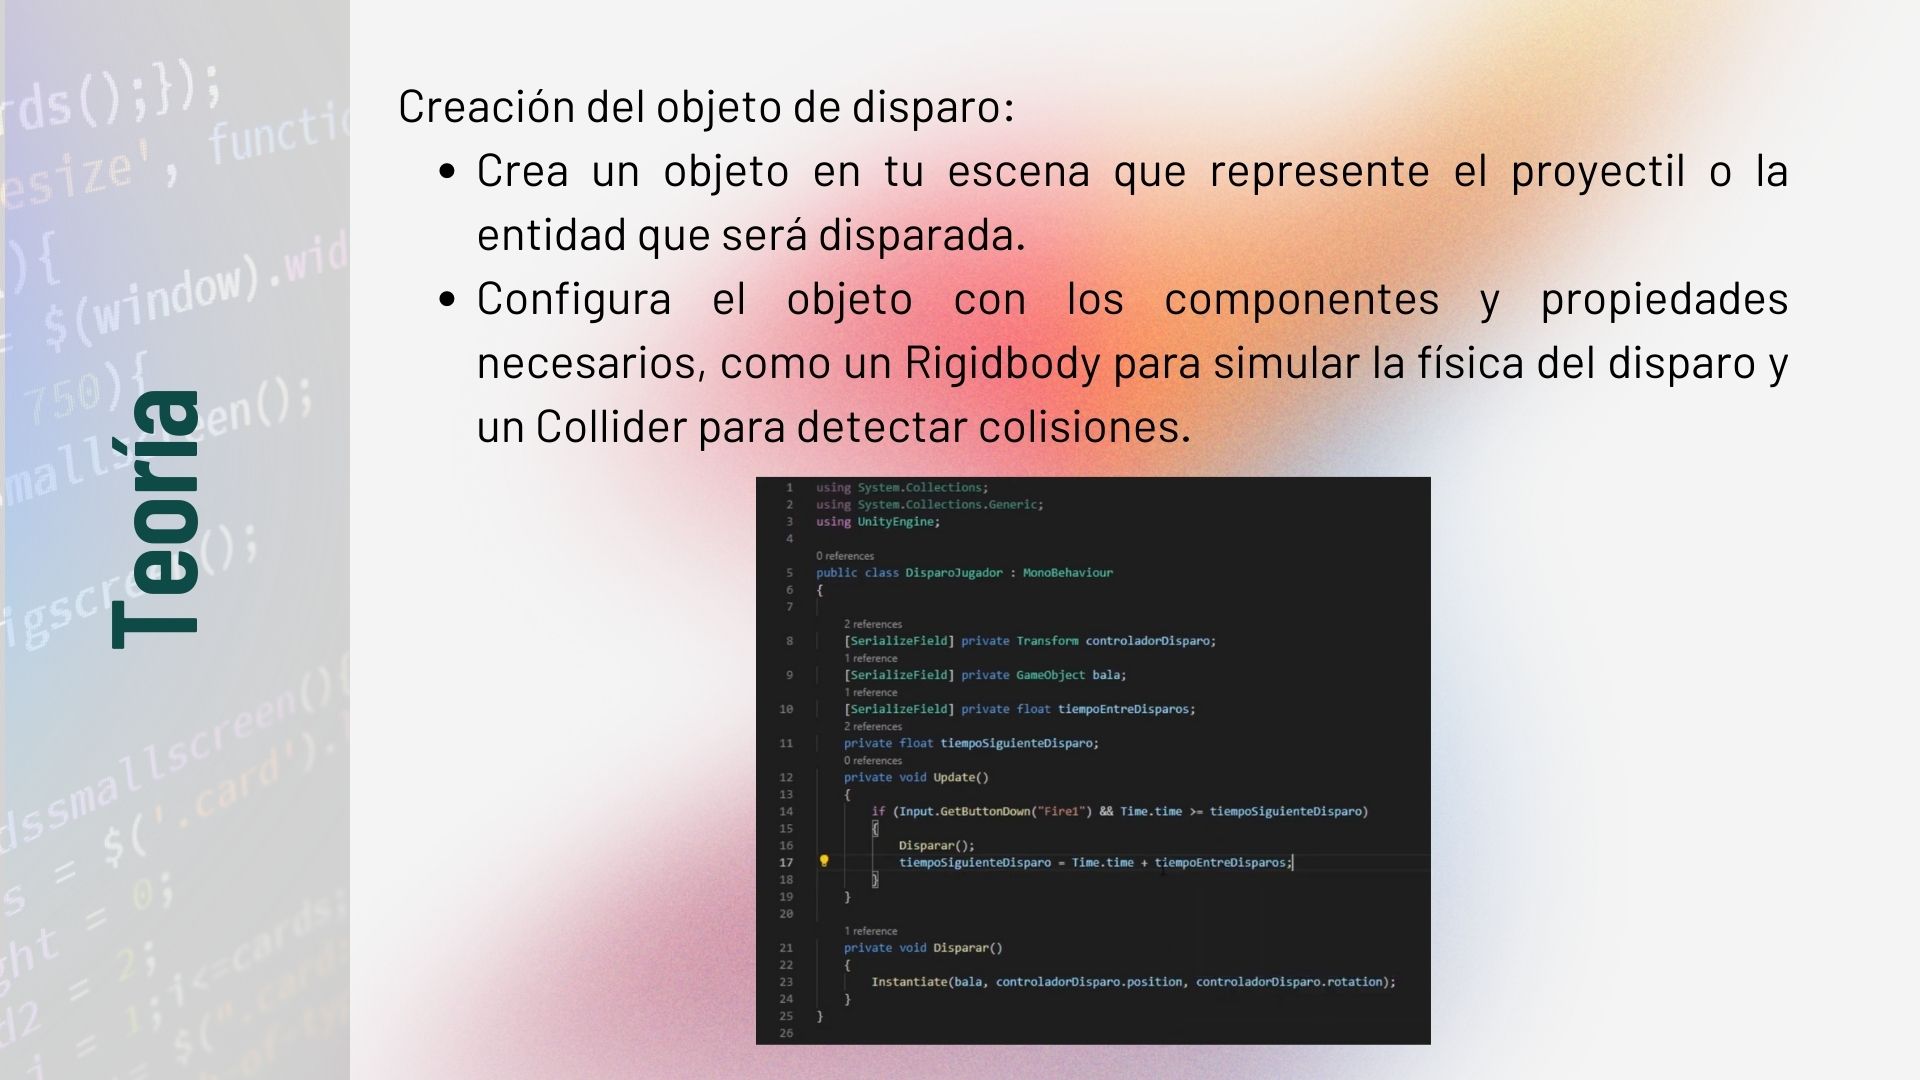 Teoría
Creación del objeto de disparo:
• Crea un objeto en tu escena que represente el proyectil o la
entidad que será disparada.
• Configura el objeto con los componentes y propiedades
necesarios, como un Rigidbody para simular la física del disparo y
un Collider para detectar colisiones.
1 using System.Collections;
2 using System.Collections.Generic;
3 using UnityEngine;
4
0 references
5 public class DisparoJugador : MonoBehaviour
6 {
7
2 references
8 [SerializeField] private Transform controladorDisparo;
1 reference
9 [SerializeField] private GameObject bala;
1 reference
10 [SerializeField] private float tiempoEntreDisparos;
2 references
11 private float tiempoSiguienteDisparo;
0 references
12 private void Update()
13 {
14 if (Input.GetButtonDown("Fire1") && Time.time >= tiempoSiguienteDisparo)
15 {
16 Disparar();
17 tiempoSiguienteDisparo = Time.time + tiempoEntreDisparos;
18 }
19 }
20
1 reference
21 private void Disparar()
22 {
23 Instantiate(bala, controladorDisparo.position, controladorDisparo.rotation);
24 }
25 }
26
rds();});
esize', functio
){
= $(window).wid
750){
smallscreen();
igscreen();
dssmallscreen(){
s = $('.card').
ght = 0;
d2 = 2;
i = 1;i<=cards;